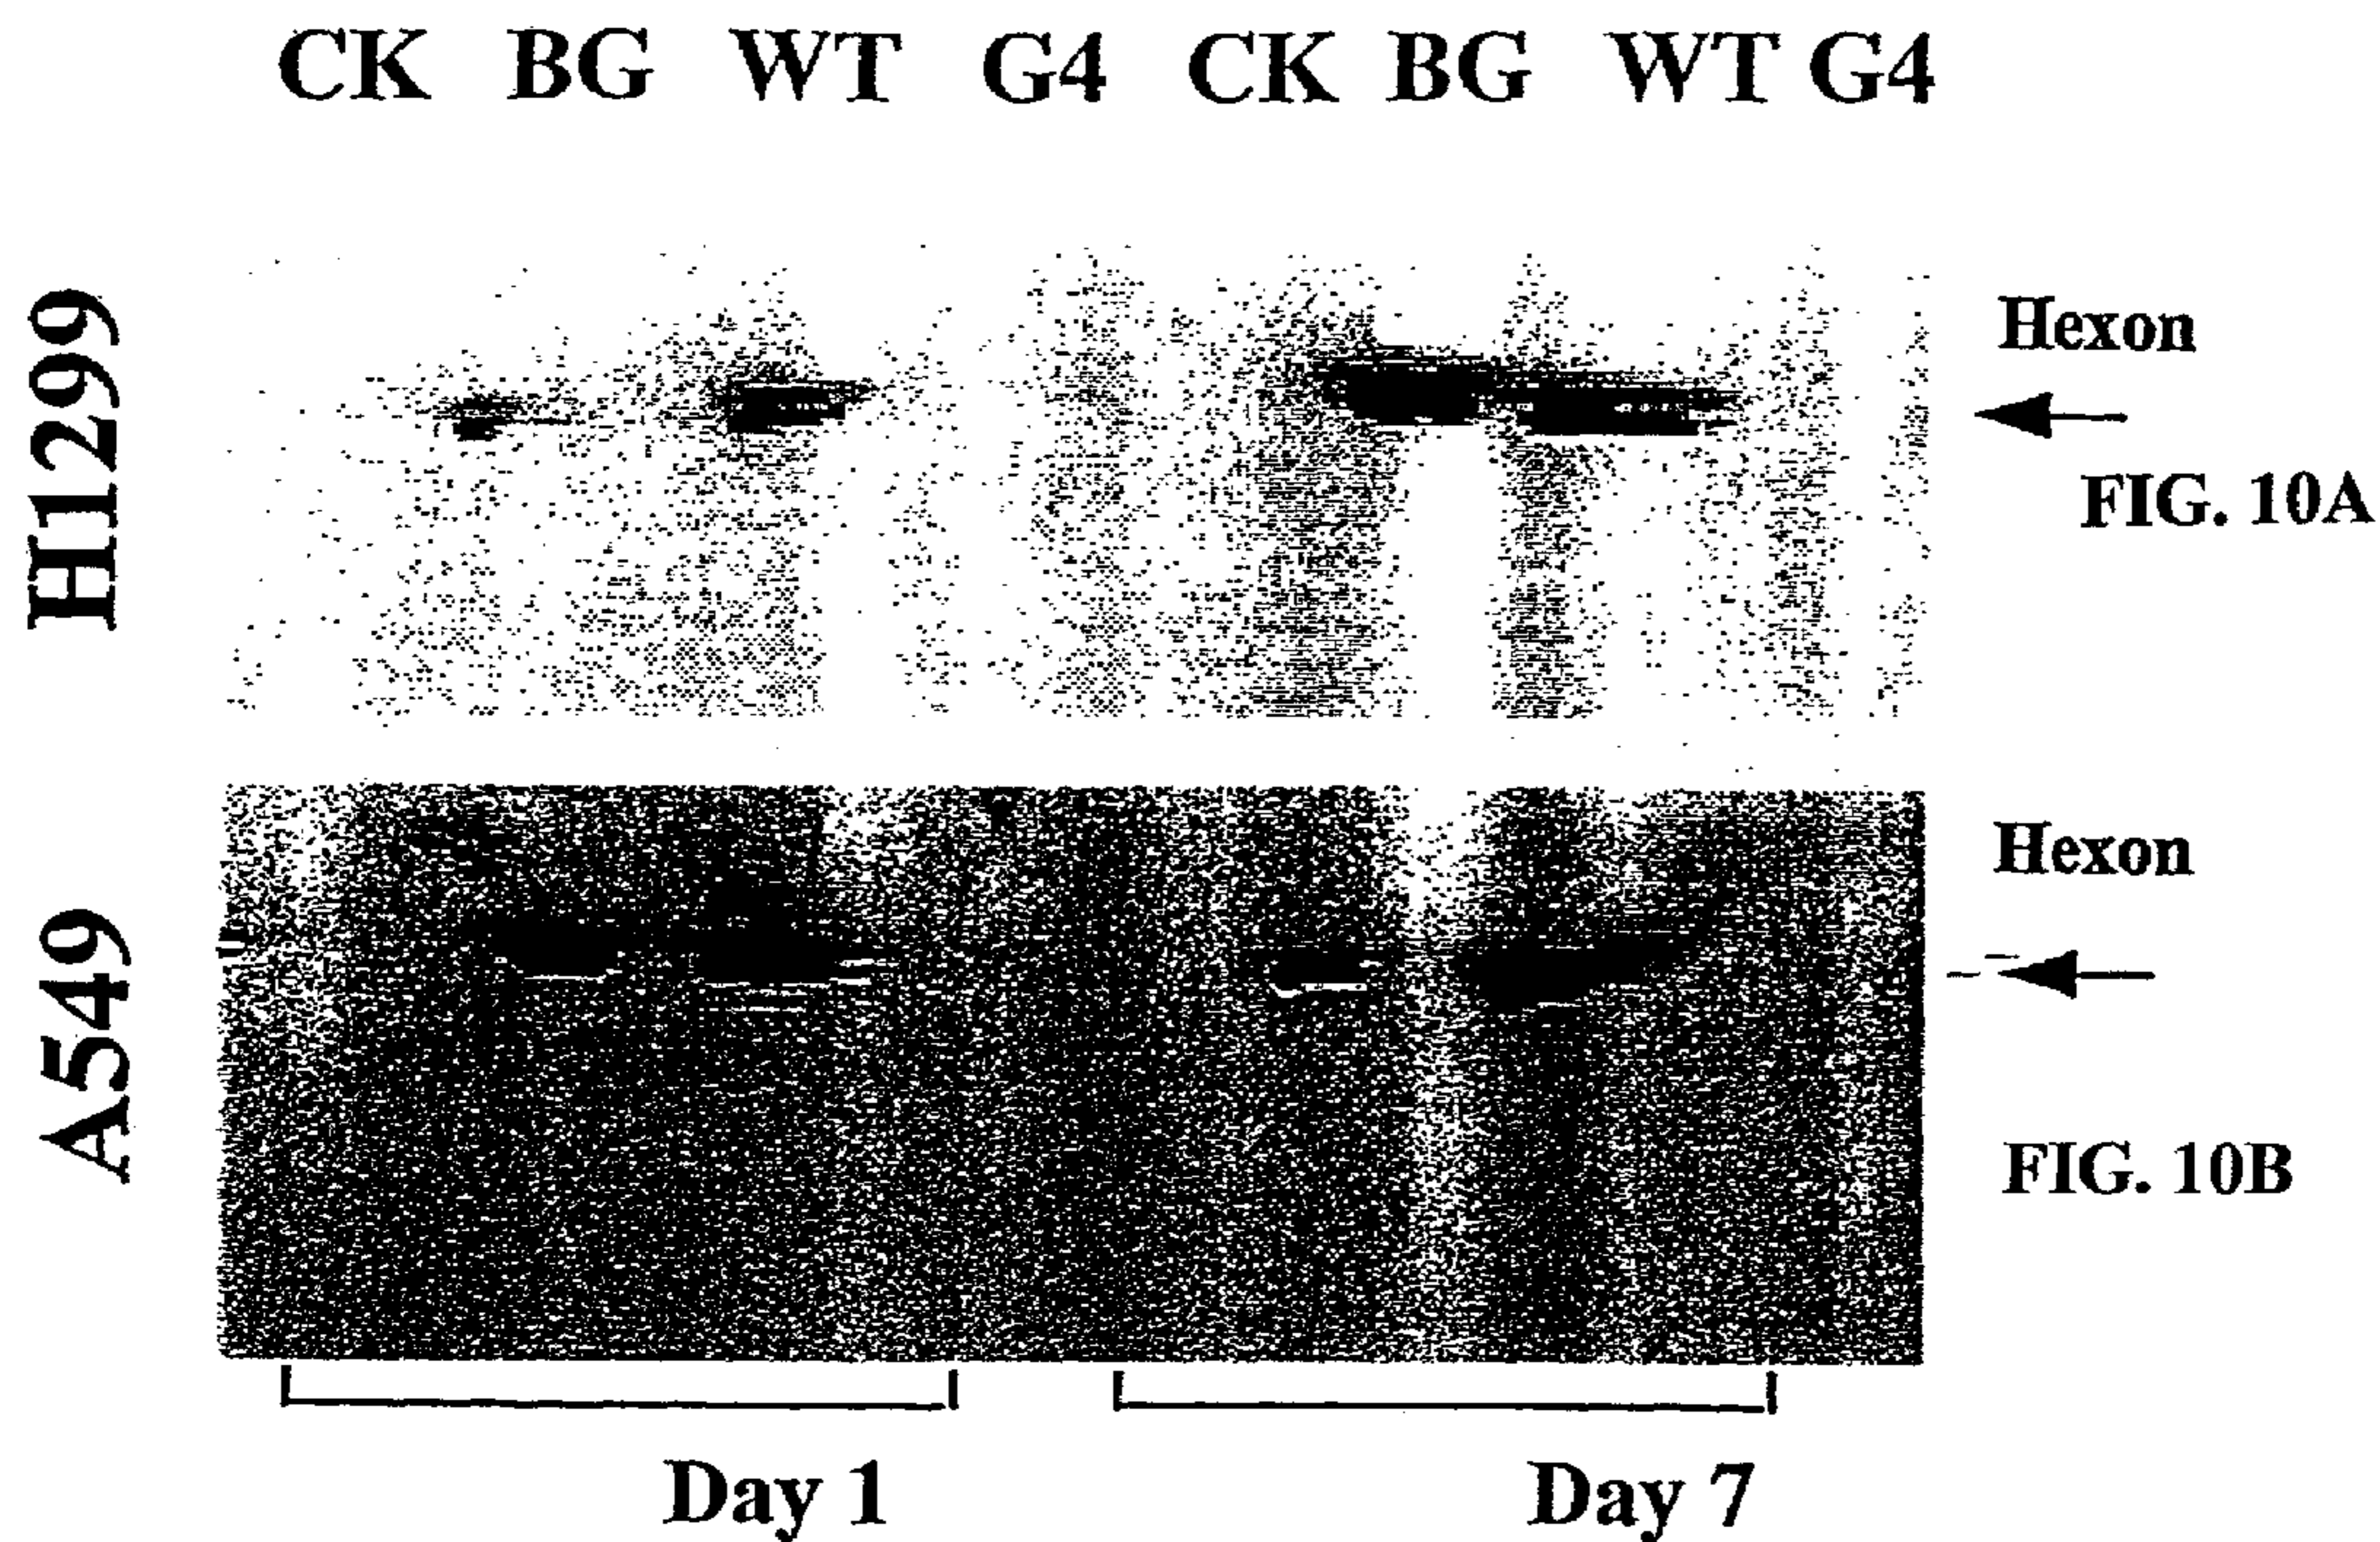 CK BG WT G4 CK BG WT G4
H1299
Hexon
FIG. 10A
A549
Hexon
FIG. 10B
Day 1 Day 7